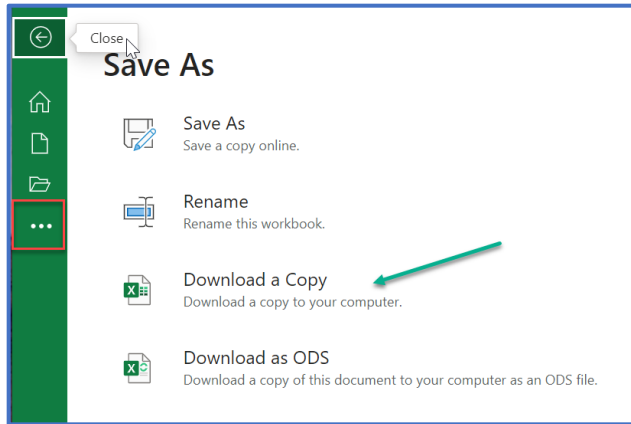 Close
Save As
Save As
Save a copy online.
Rename
Rename this workbook.
Download a Copy
Download a copy to your computer.
Download as ODS
Download a copy of this document to your computer as an ODS file.